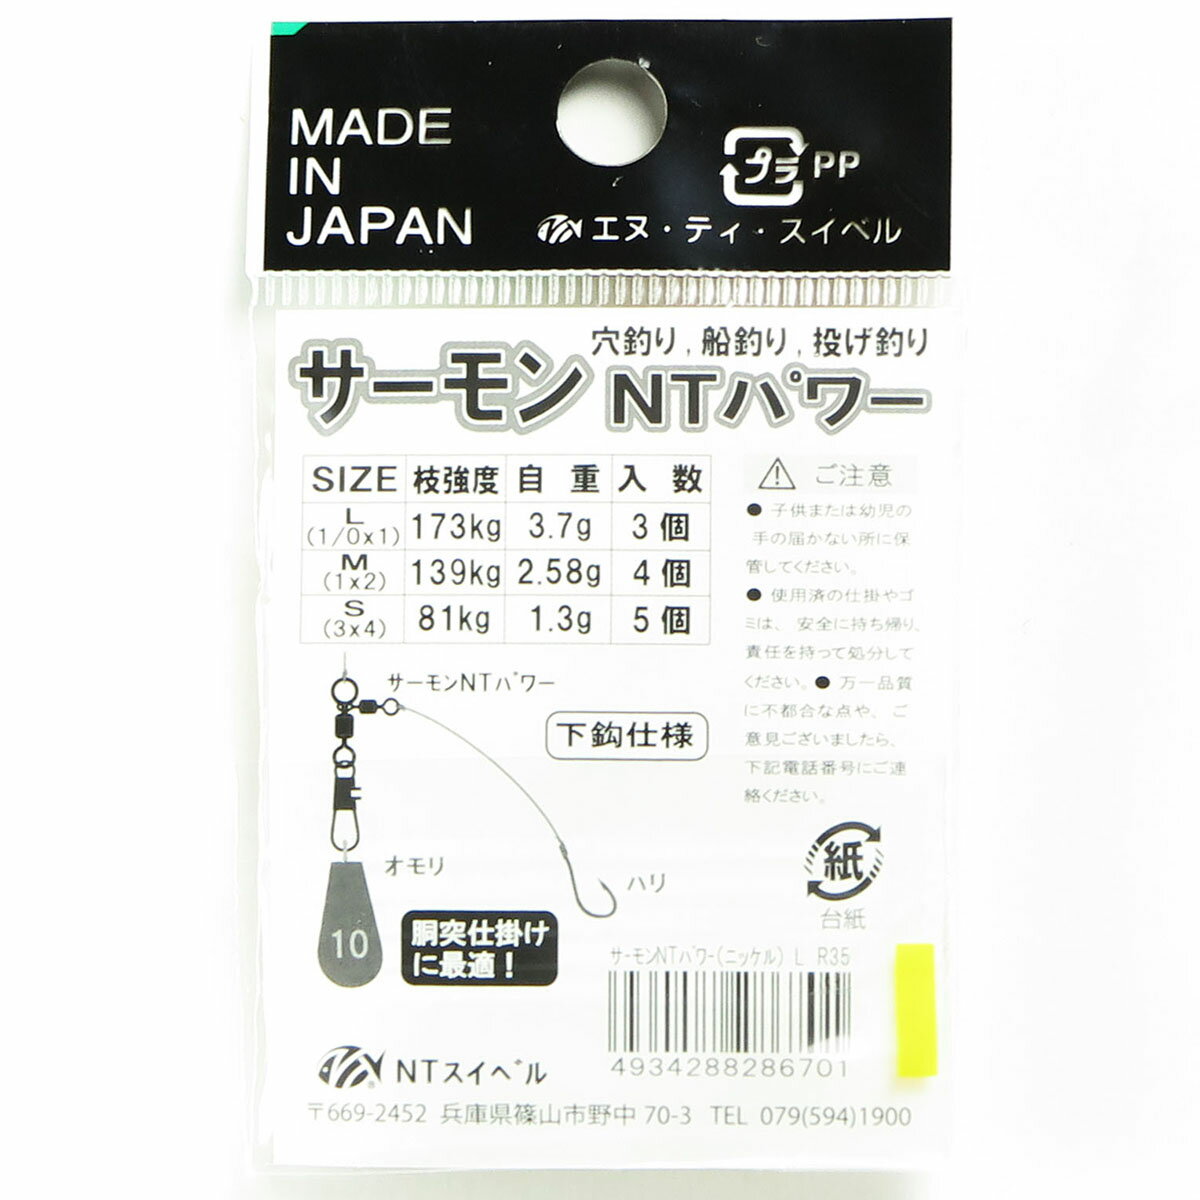 MADE
IN
JAPAN
プラ PP
エヌ・ティ・スイベル
穴釣り,船釣り,投げ釣り
サーモンNTパワー
SIZE 枝強度 自重 入数
L (1/0x1) 173kg 3.7g 3個
M (1x2) 139kg 2.58g 4個
S (3x4) 81kg 1.3g 5個
ご注意
● 子供または幼児の
手の届かない所に保
管してください。
● 使用済の仕掛やゴ
ミは、安全に持ち帰り、
責任を持って処分して
ください。● 万一品質
に不都合な点や、ご
意見ございましたら、
下記電話番号にご連
絡ください。
サーモンNTパワー
下鈎仕様
オモリ
ハリ
10
胴突仕掛け
に最適!
紙
台紙
サーモンNTパワー(ニッケル) L R35
4934288286701
NTスイベル
〒669-2452 兵庫県篠山市野中 70-3 TEL 079(594)1900